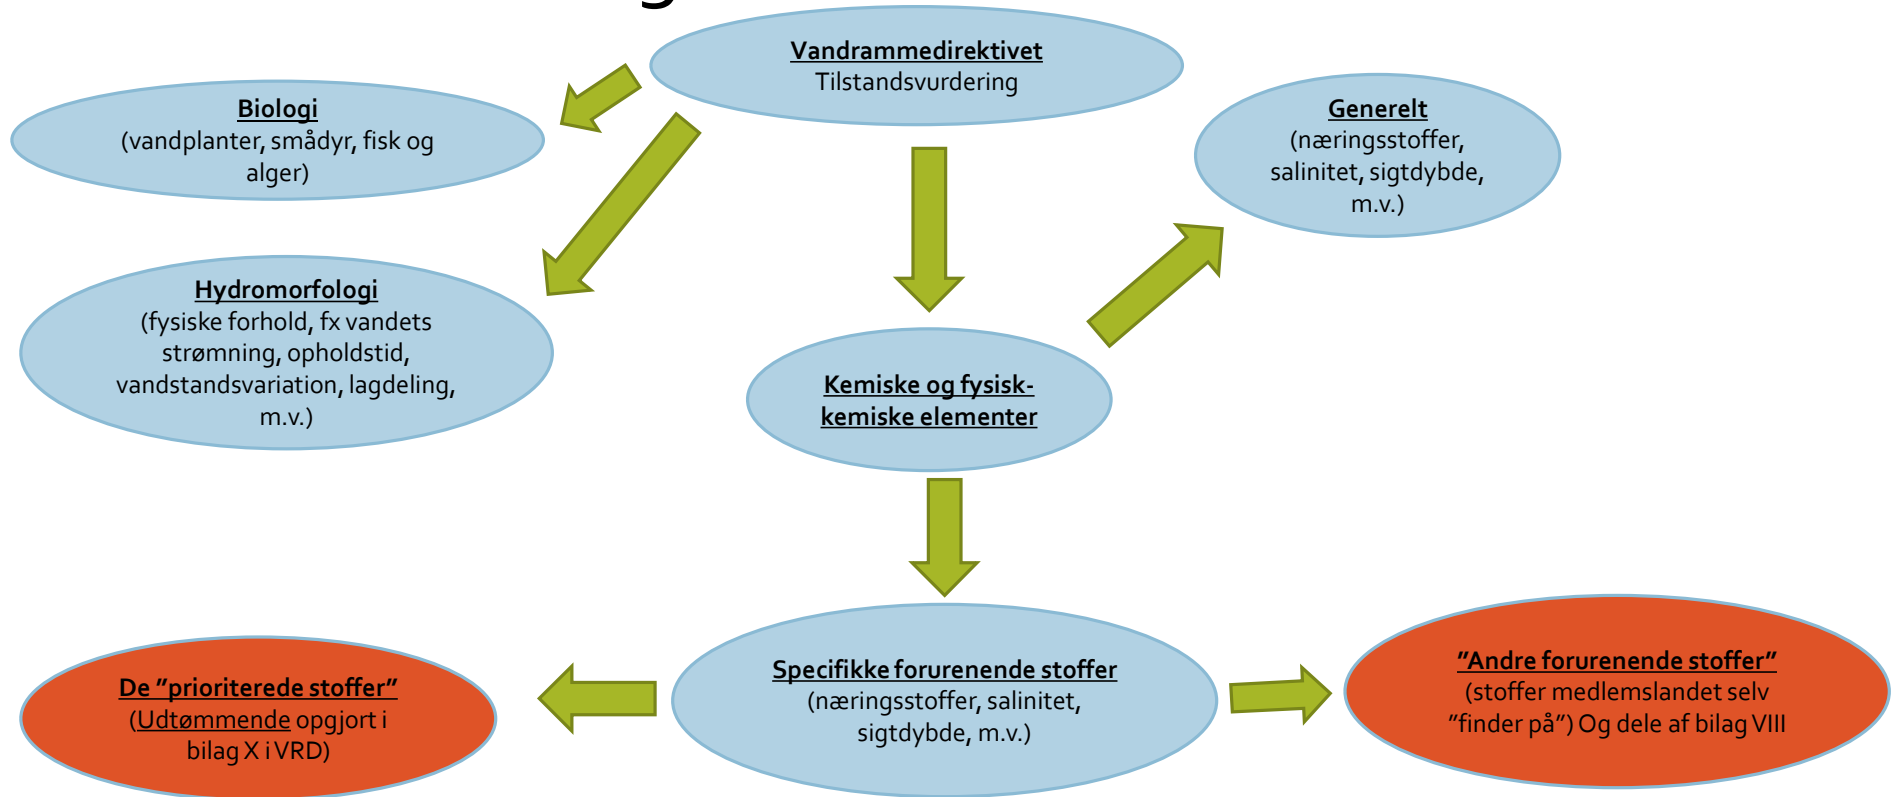 Vandrammedirektivet
Tilstandsvurdering
Biologi
(vandplanter, smådyr, fisk og
alger)
Generelt
(næringsstoffer,
salinitet, sigtdybde,
m.v.)
Hydromorfologi
(fysiske forhold, fx vandets
strømning, opholdstid,
vandstandsvariation, lagdeling,
m.v.)
Kemiske og fysisk-
kemiske elementer
De ”prioriterede stoffer”
(Udtømmende opgjort i
bilag X i VRD)
Specifikke forurenende stoffer
(næringsstoffer, salinitet,
sigtdybde, m.v.)
”Andre forurenende stoffer”
(stoffer medlemslandet selv
”finder på”) Og dele af bilag VIII